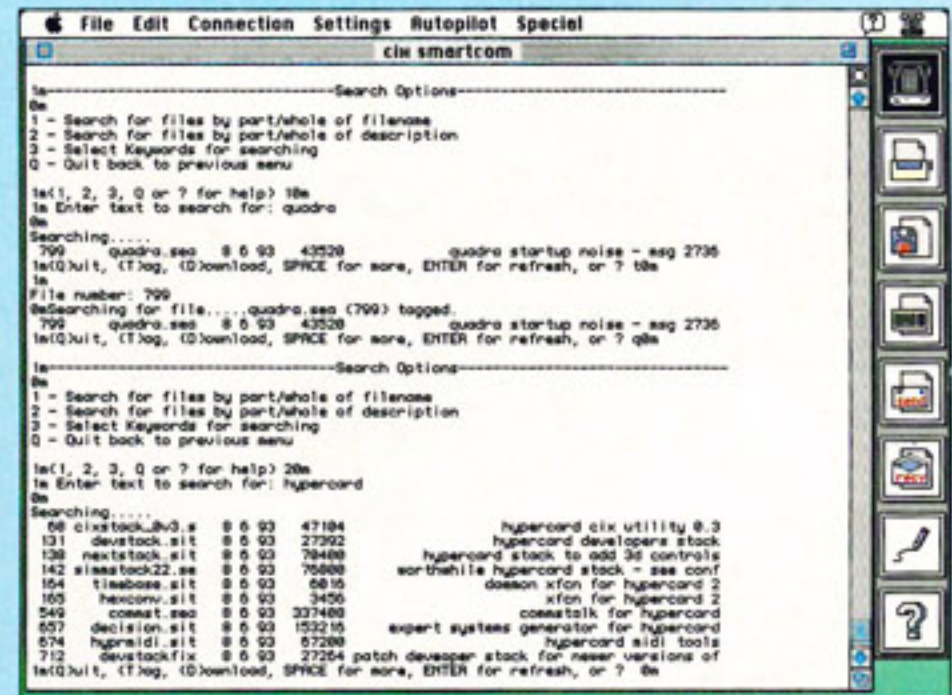 File Edit Connection Settings Autopilot Special
cix smartcom
1m--------------------------------Search Options------------------------------
0m
1 - Search for files by part/whole of filename
2 - Search for files by part/whole of description
3 - Select Keywords for searching
Q - Quit back to previous menu
1m(1, 2, 3, Q or ? for help) 10m
1m Enter text to search for: quadra
0m
Searching.....
799 quadra.sea 8 6 93 43520 quadra startup noise - msg 2736
1m(Q)uit, (T)ag, (D)ownload, SPACE for more, ENTER for refresh, or ? t0m
1m
File number: 799
0mSearching for file.....quadra.sea (799) tagged.
799 quadra.sea 8 6 93 43520 quadra startup noise - msg 2736
1m(Q)uit, (T)ag, (D)ownload, SPACE for more, ENTER for refresh, or ? q0m
1m--------------------------------Search Options------------------------------
0m
1 - Search for files by part/whole of filename
2 - Search for files by part/whole of description
3 - Select Keywords for searching
Q - Quit back to previous menu
1m(1, 2, 3, Q or ? for help) 20m
1m Enter text to search for: hypercard
0m
Searching.....
68 cixstack_0v3.s 8 6 93 47104 hypercard cix utility 0.3
131 devstack.sit 8 6 93 27392 hypercard developers stack
138 nextstack.sit 8 6 93 78400 hypercard stack to add 3d controls
142 simmstack22.se 8 6 93 76800 worthwhile hypercard stack - see conf
164 timebase.sit 8 6 93 6016 daemon xfcn for hypercard 2
165 hexconv.sit 8 6 93 3456 xfcn for hypercard 2
549 commst.sea 8 6 93 337408 commstalk for hypercard
657 decision.sit 8 6 93 153216 expert systems generator for hypercard
674 hyprmidi.sit 8 6 93 67200 hypercard midi tools
712 devstackfix 8 6 93 27264 patch deveoper stack for newer versions of
1m(Q)uit, (T)ag, (D)ownload, SPACE for more, ENTER for refresh, or ? 0m
send
recv